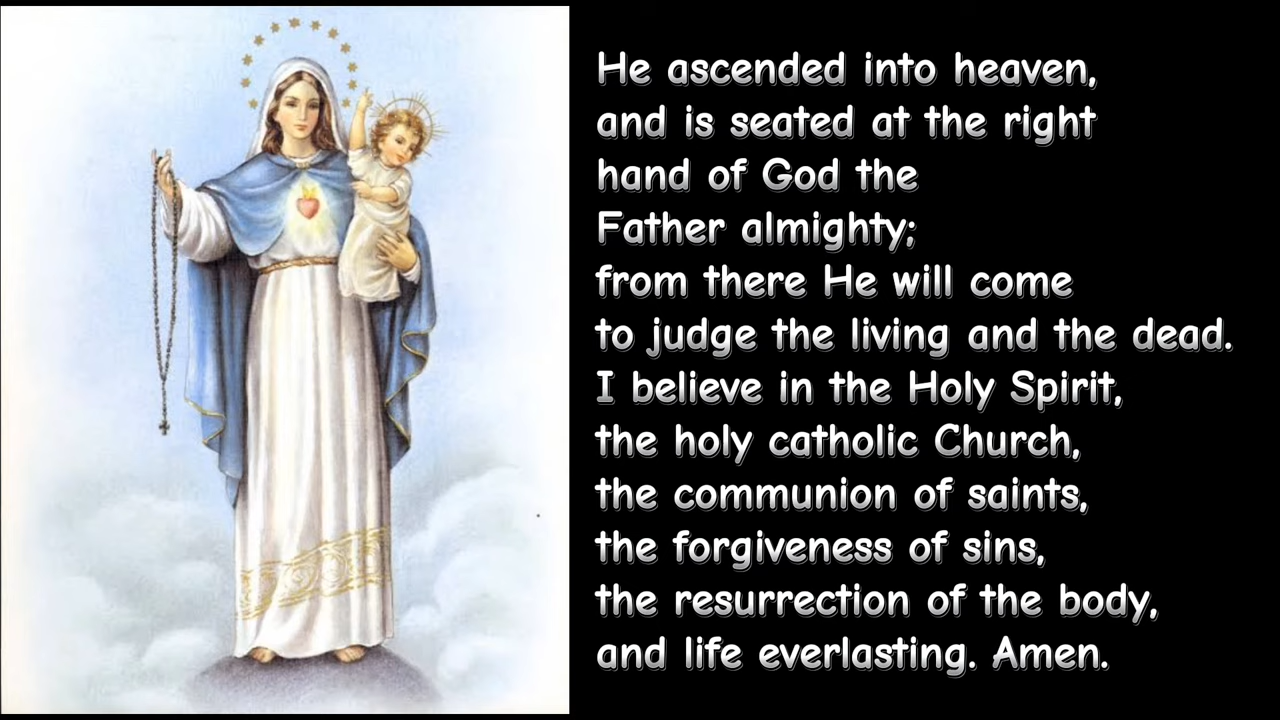 He ascended into heaven,
and is seated at the right
hand of God the
Father almighty;
from there He will come
to judge the living and the dead.
I believe in the Holy Spirit,
the holy catholic Church,
the communion of saints,
the forgiveness of sins,
the resurrection of the body,
and life everlasting. Amen.